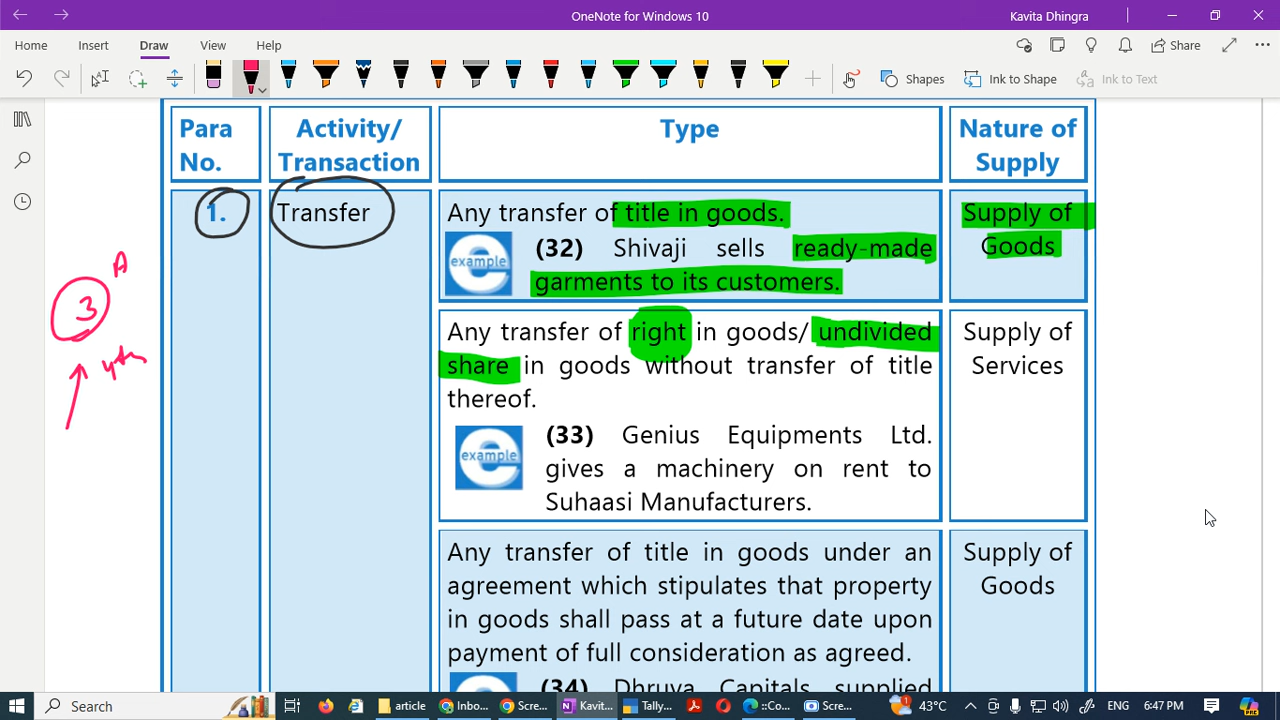 OneNote for Windows 10
Kavita Dhingra
Home Insert Draw View Help
Share
Shapes
Ink to Shape
Ink to Text
Para No.
Activity/ Transaction
Type
Nature of Supply
1.
Transfer
Any transfer of title in goods.
example
(32) Shivaji sells ready-made
garments to its customers.
Supply of
Goods
A
3
Any transfer of right in goods/ undivided
share in goods without transfer of title
thereof.
example
(33) Genius Equipments Ltd.
gives a machinery on rent to
Suhaasi Manufacturers.
Supply of
Services
Any transfer of title in goods under an
agreement which stipulates that property
in goods shall pass at a future date upon
payment of full consideration as agreed.
(34) Dhruva Capitals supplied
Supply of
Goods
Search
article
Inbo...
Scre...
Kavit...
Tally...
::Co...
Scre...
43°C
6:47 PM